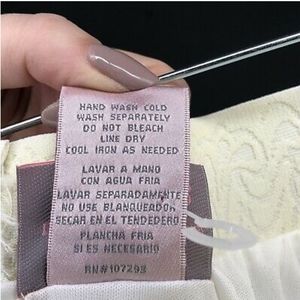 HAND WASH COLD
WASH SEPARATELY
DO NOT BLEACH
LINE DRY
COOL IRON AS NEEDED
LAVAR A MANO
CON AGUA FRIA
LAVAR SEPARADAMENTE
NO USE BLANQUEADOR
SECAR EN EL TENDEDERO
PLANCHA FRIA
SI ES NECESARIO
RN#107293